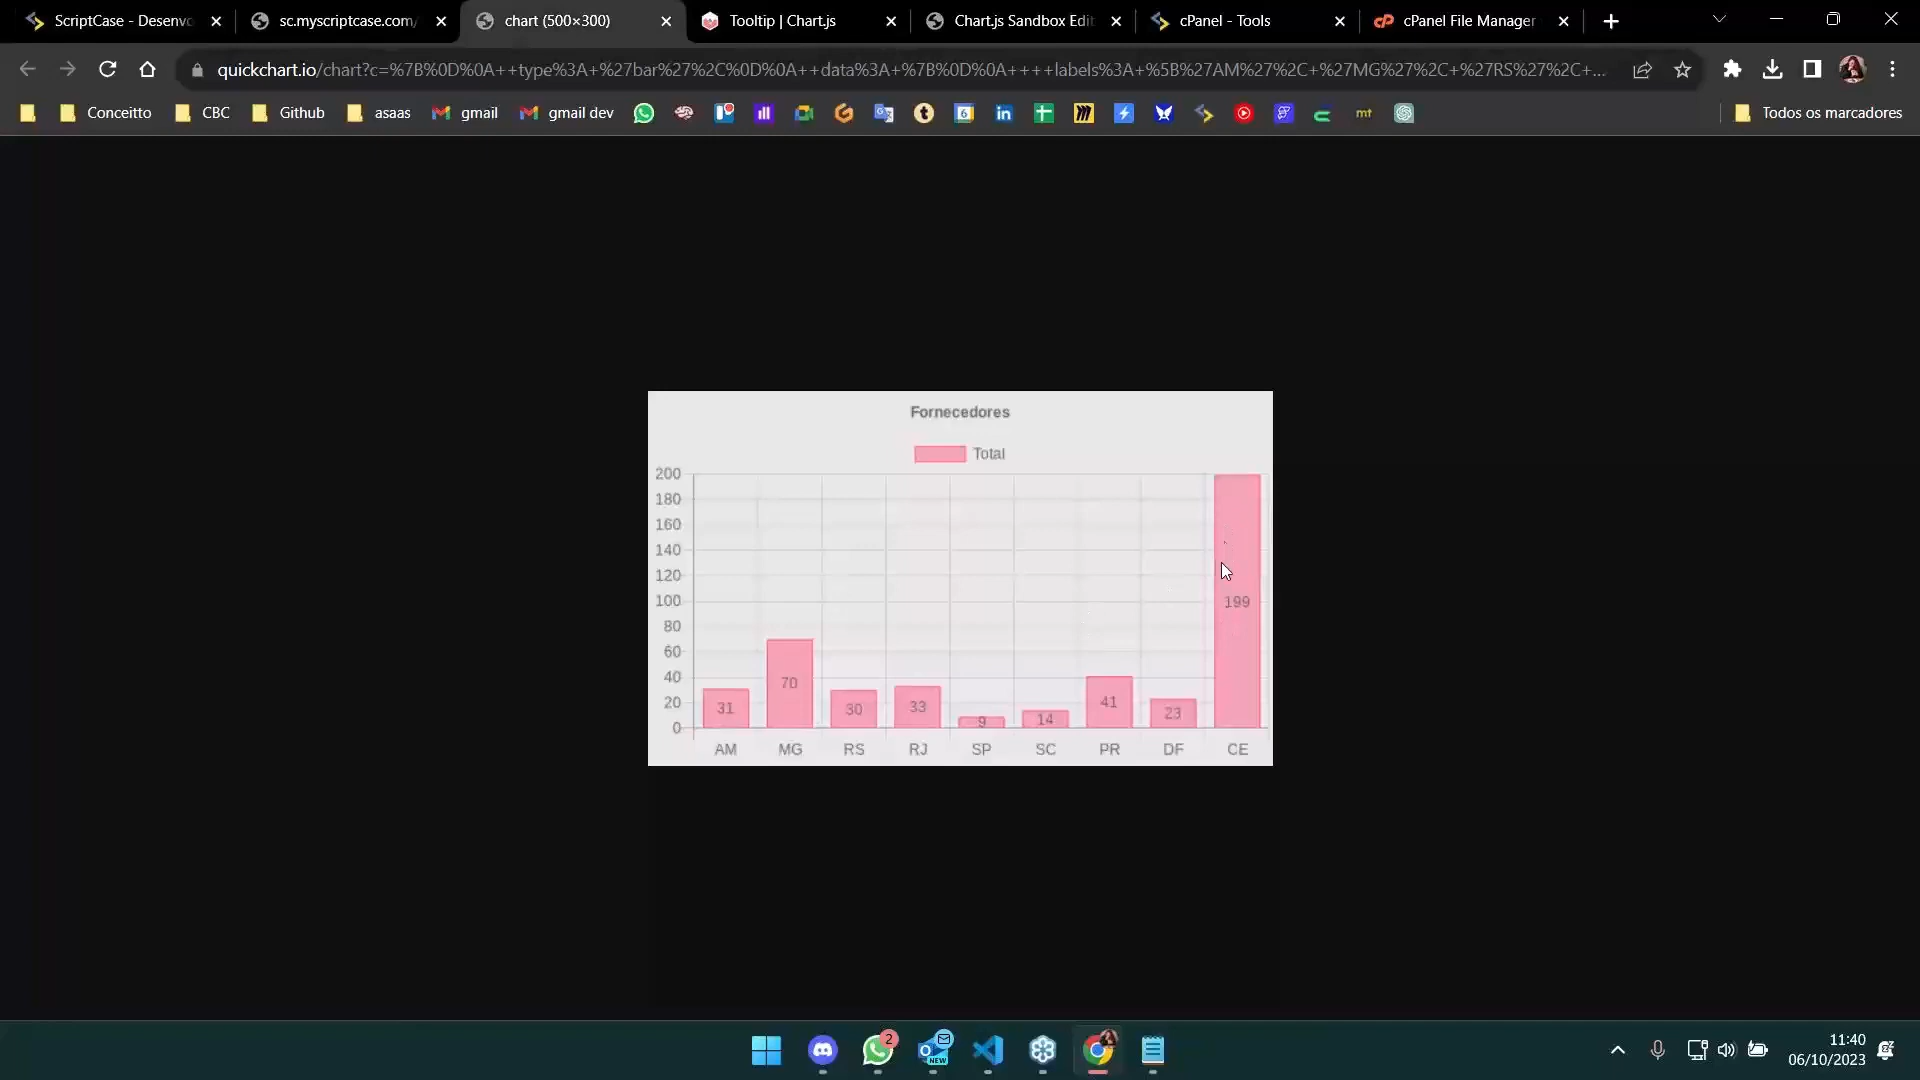 ScriptCase - Desenvo
sc.myscriptcase.com/
chart (500×300)
Tooltip | Chart.js
Chart.js Sandbox Edit
cPanel - Tools
cPanel File Manager
quickchart.io/chart?c=%7B%0D%0A++type%3A+%27bar%27%2C%0D%0A++data%3A+%7B%0D%0A++++labels%3A+%5B%27AM%27%2C+%27MG%27%2C+%27RS%27%2C+...
Conceitto
CBC
Github
asaas
gmail
gmail dev
Todos os marcadores
Fornecedores
Total
200
180
160
140
120
100
80
60
40
20
0
31
70
30
33
9
14
41
23
199
AM
MG
RS
RJ
SP
SC
PR
DF
CE
2
NEW
11:40
06/10/2023